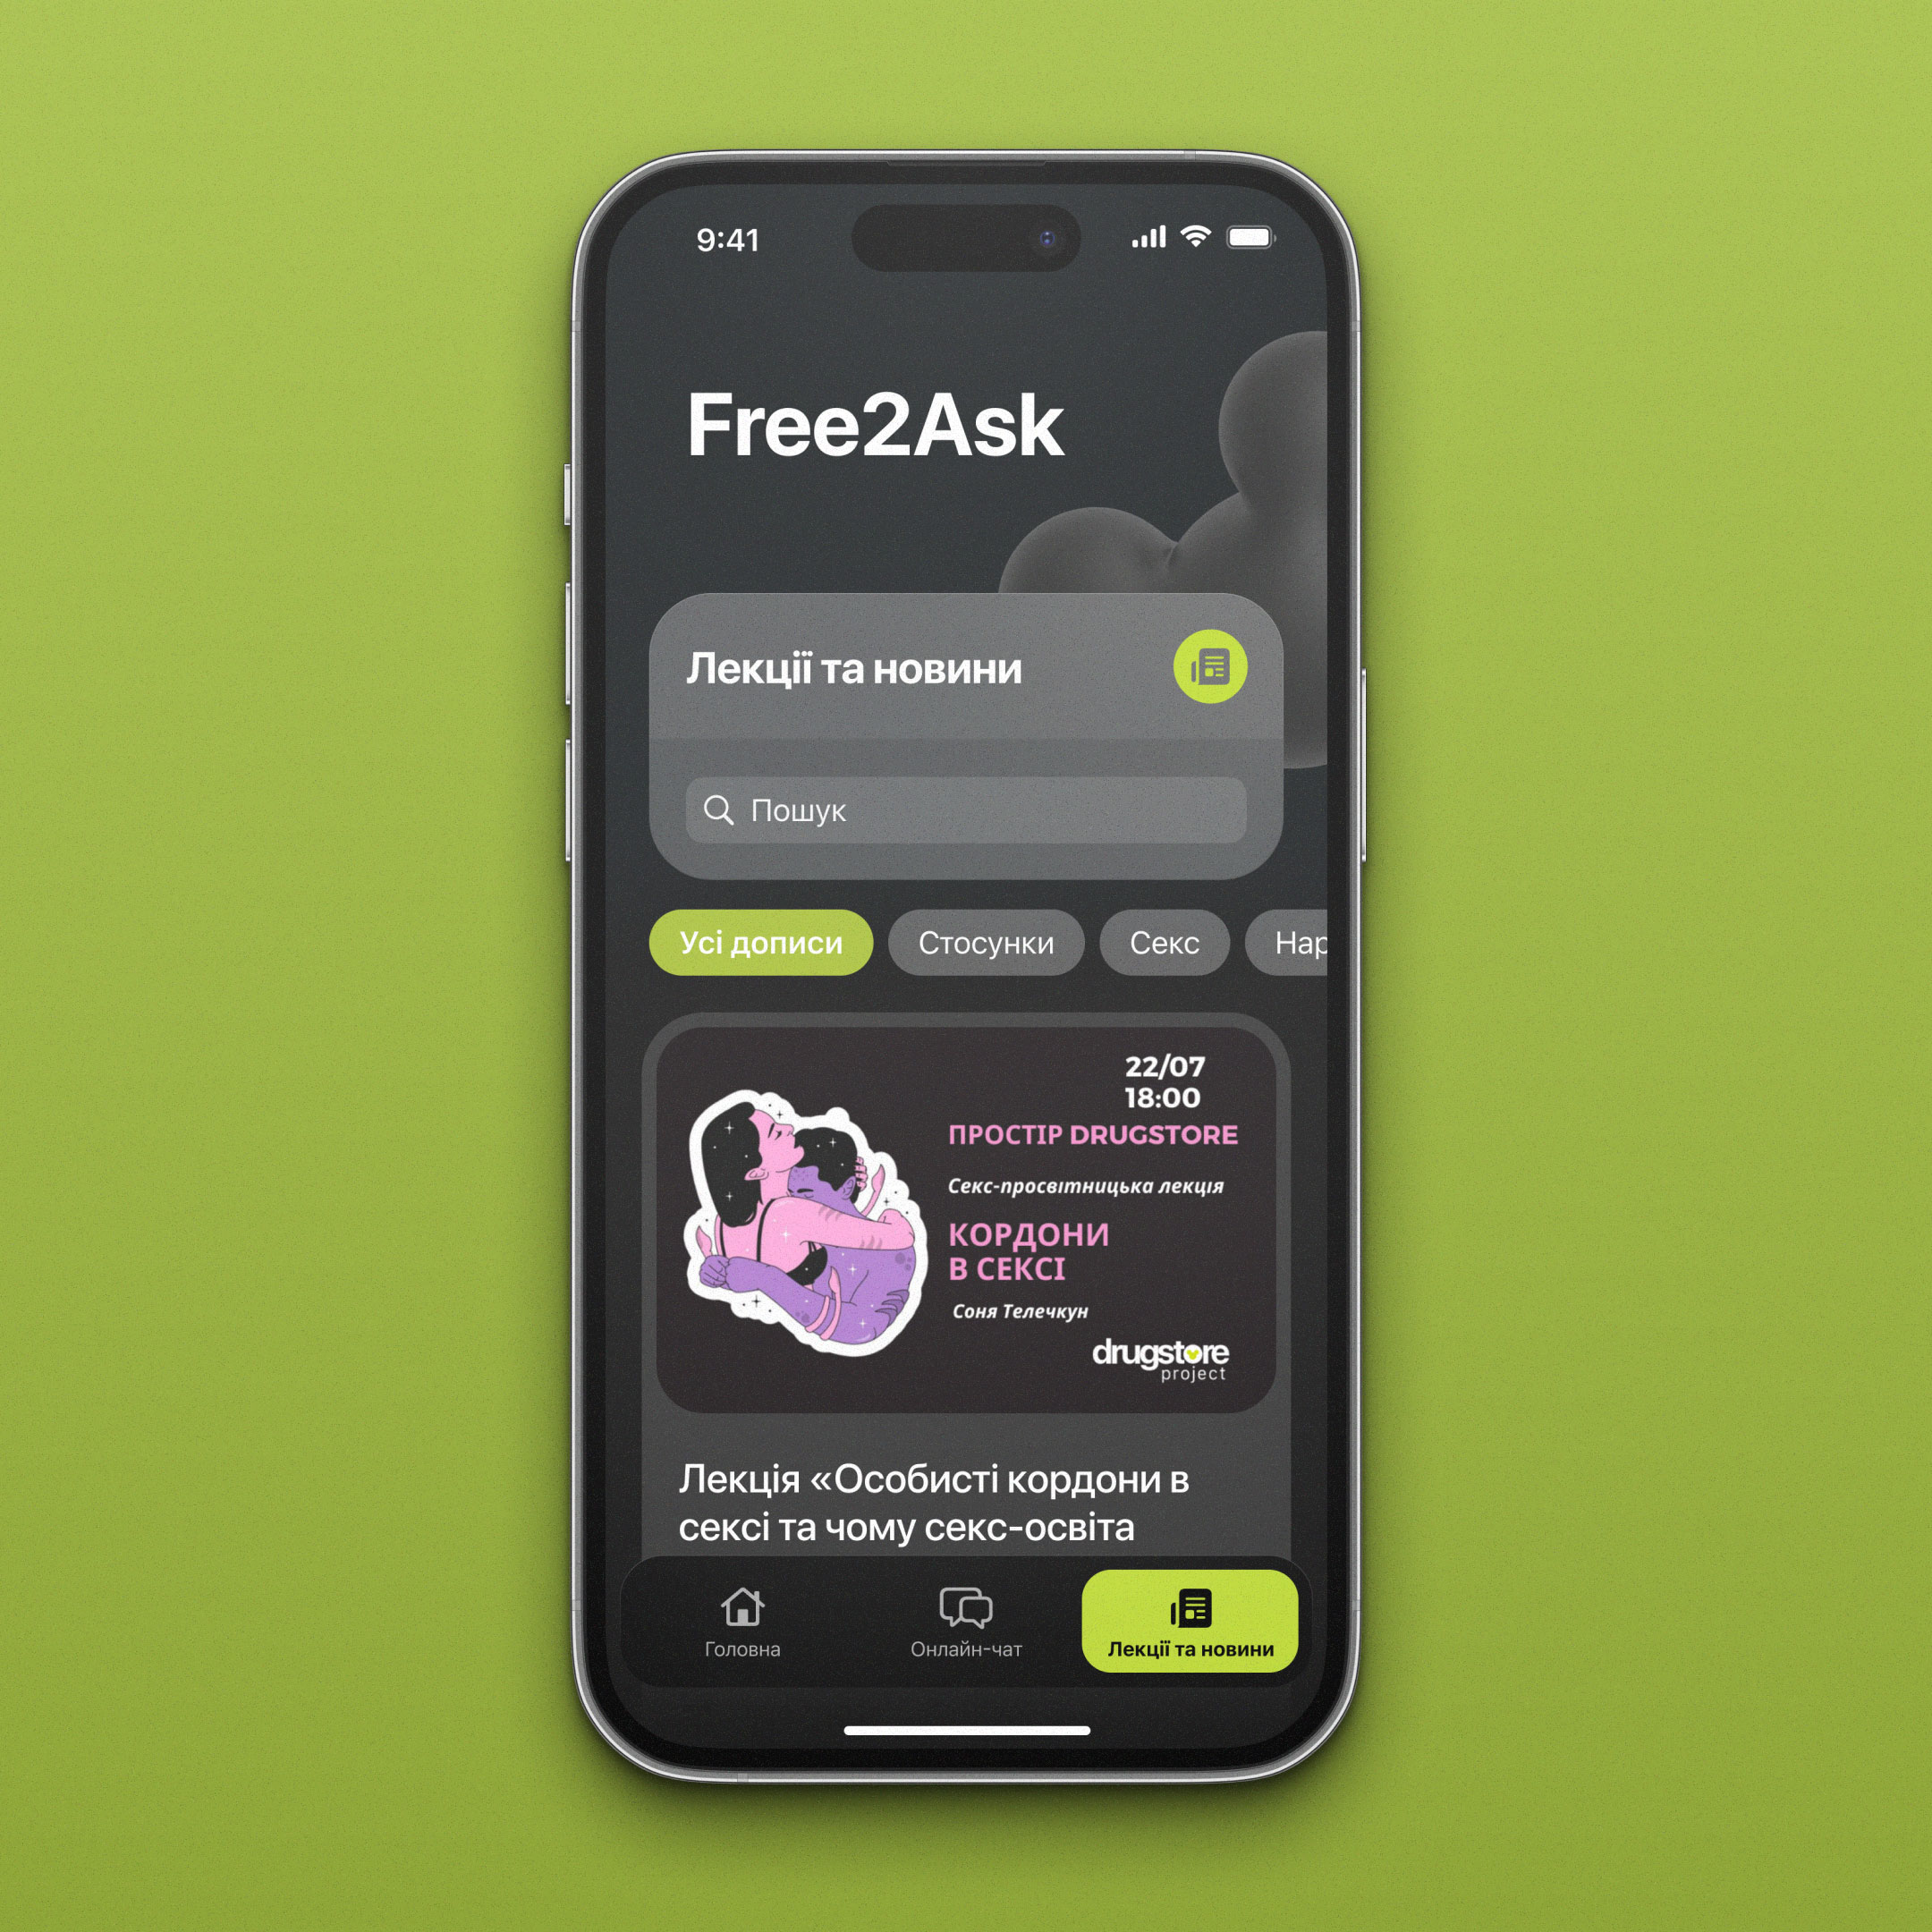 9:41
Free2Ask
Лекції та новини
Пошук
Усі дописи
Стосунки
Секс
Нар
22/07
18:00
ПРОСТІР DRUGSTORE
Секс-просвітницька лекція
КОРДОНИ
В СЕКСІ
Соня Телечкун
drugstore
project
Лекція «Особисті кордони в
сексі та чому секс-освіта
Головна
Онлайн-чат
Лекції та новини